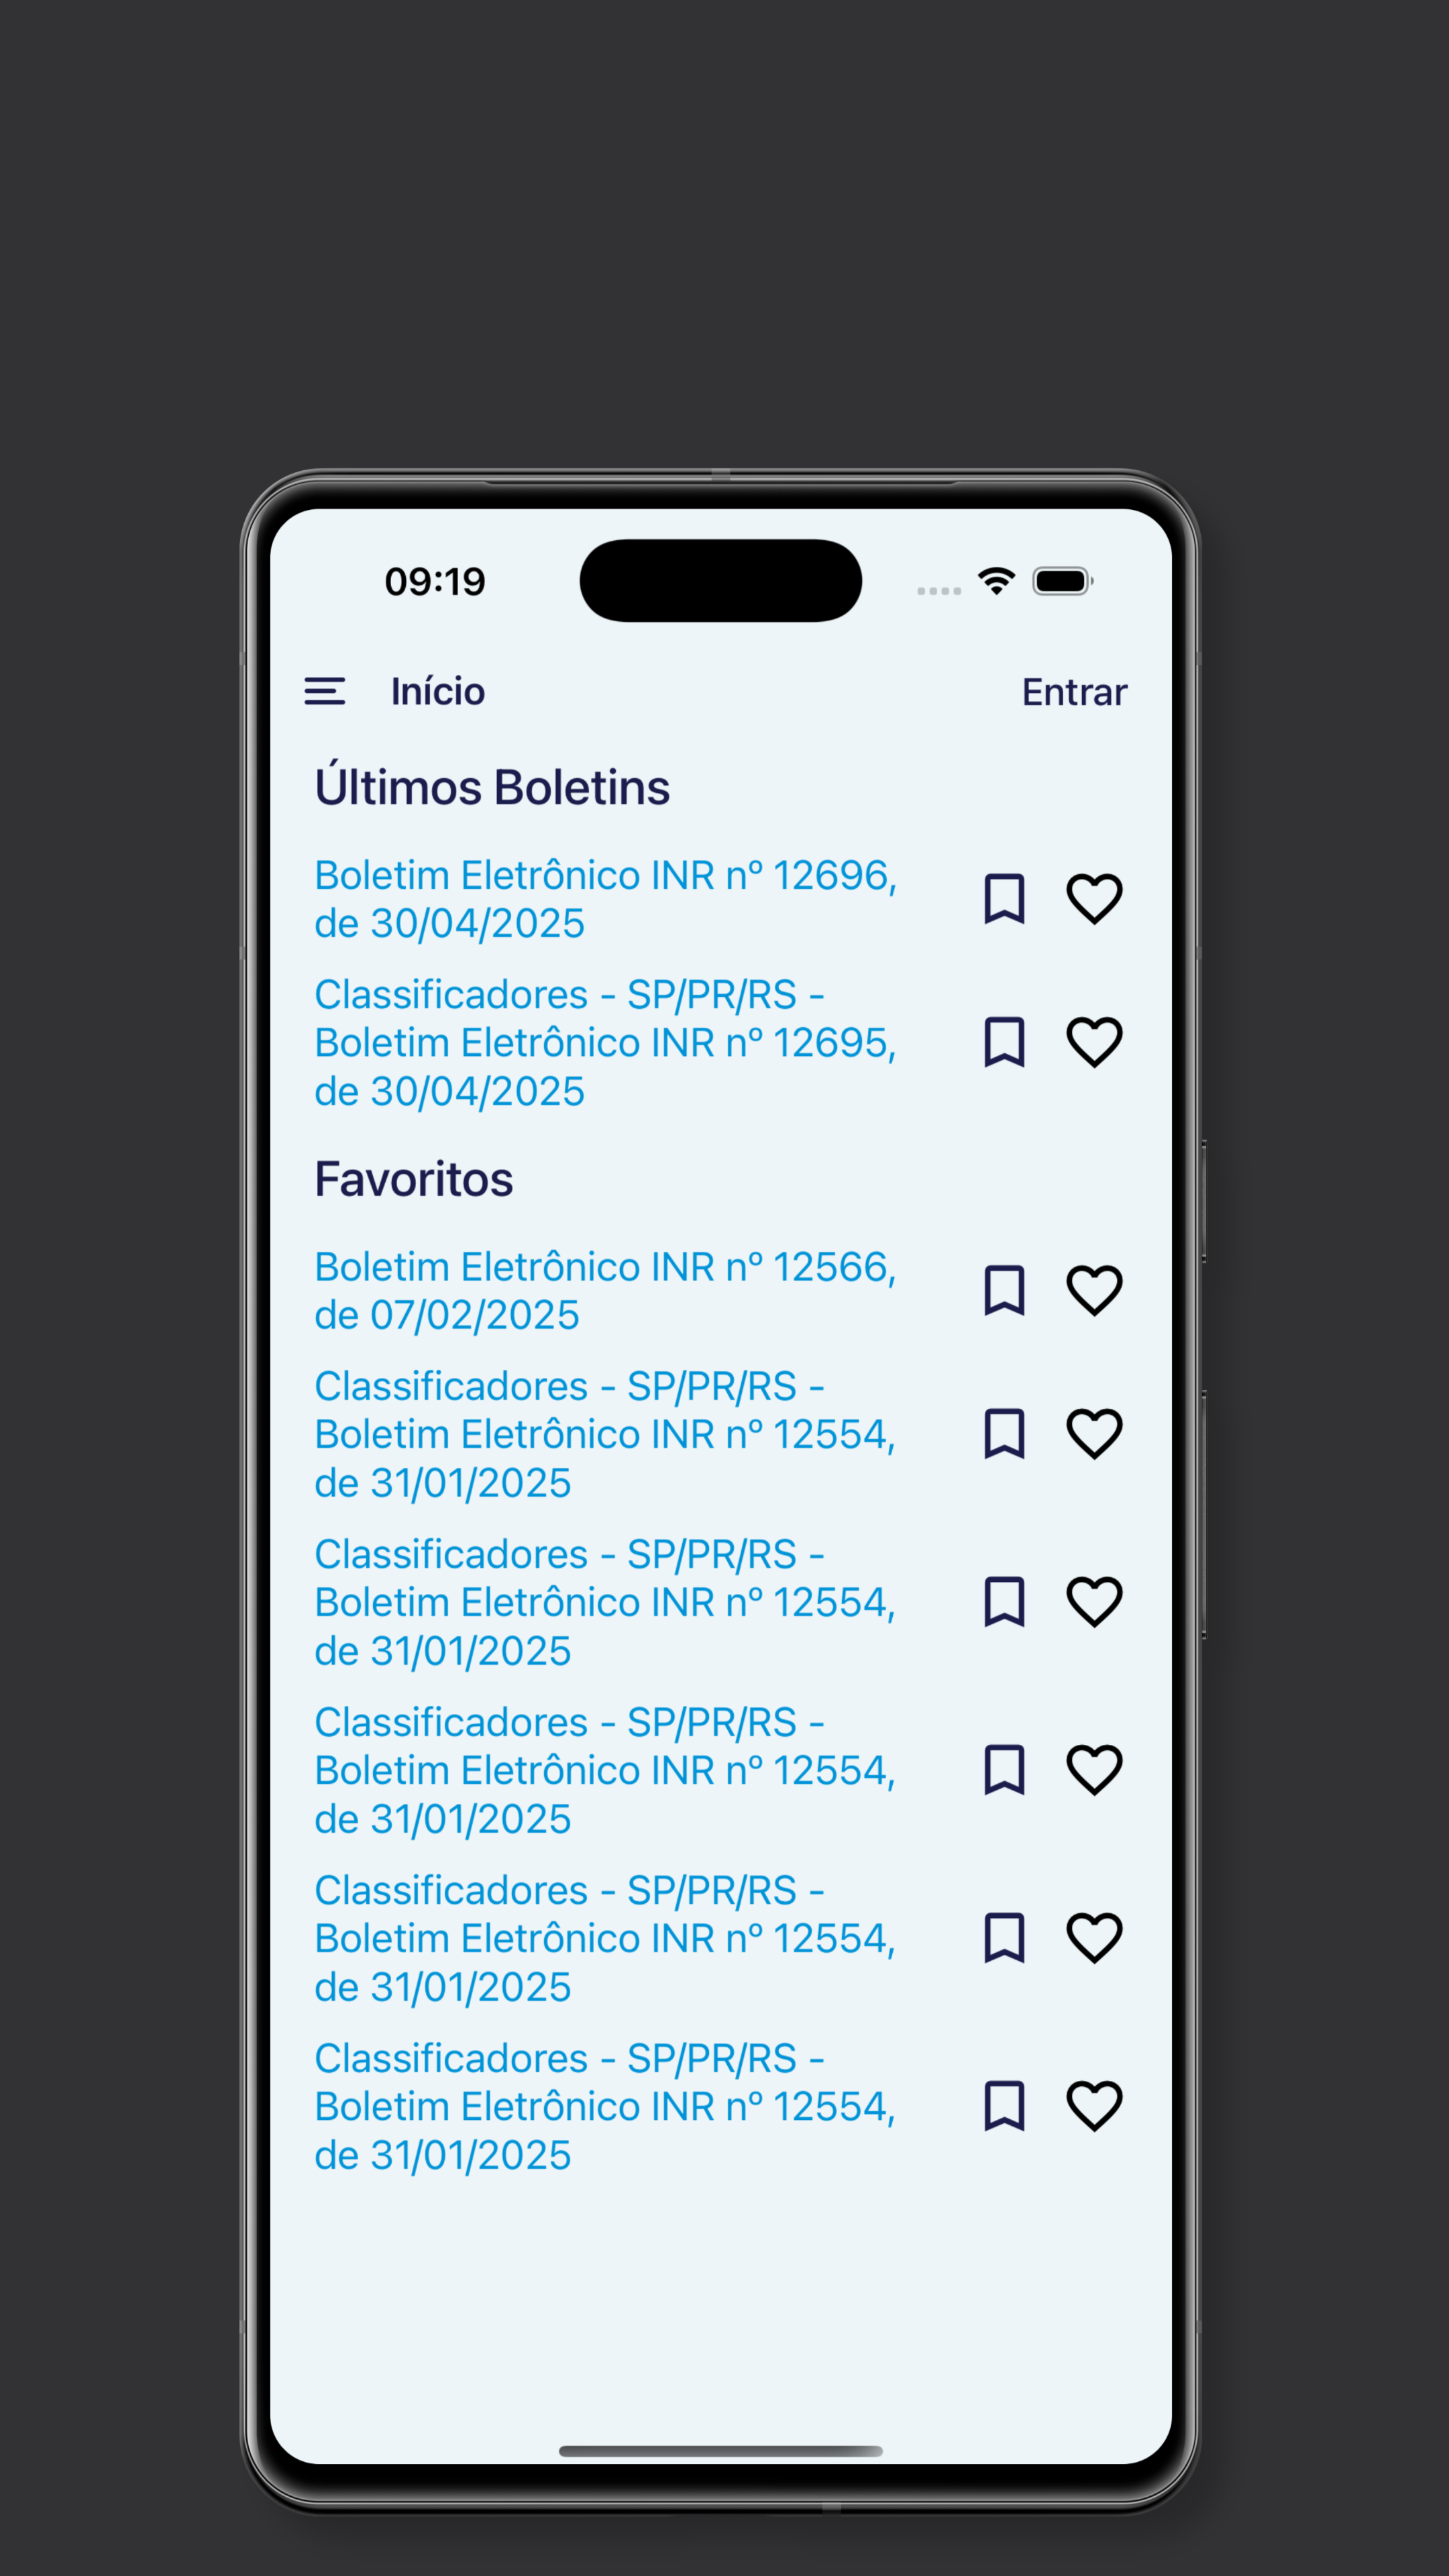 09:19
Início
Entrar
Últimos Boletins
Boletim Eletrônico INR nº 12696,
de 30/04/2025
Classificadores - SP/PR/RS -
Boletim Eletrônico INR nº 12695,
de 30/04/2025
Favoritos
Boletim Eletrônico INR nº 12566,
de 07/02/2025
Classificadores - SP/PR/RS -
Boletim Eletrônico INR nº 12554,
de 31/01/2025
Classificadores - SP/PR/RS -
Boletim Eletrônico INR nº 12554,
de 31/01/2025
Classificadores - SP/PR/RS -
Boletim Eletrônico INR nº 12554,
de 31/01/2025
Classificadores - SP/PR/RS -
Boletim Eletrônico INR nº 12554,
de 31/01/2025
Classificadores - SP/PR/RS -
Boletim Eletrônico INR nº 12554,
de 31/01/2025